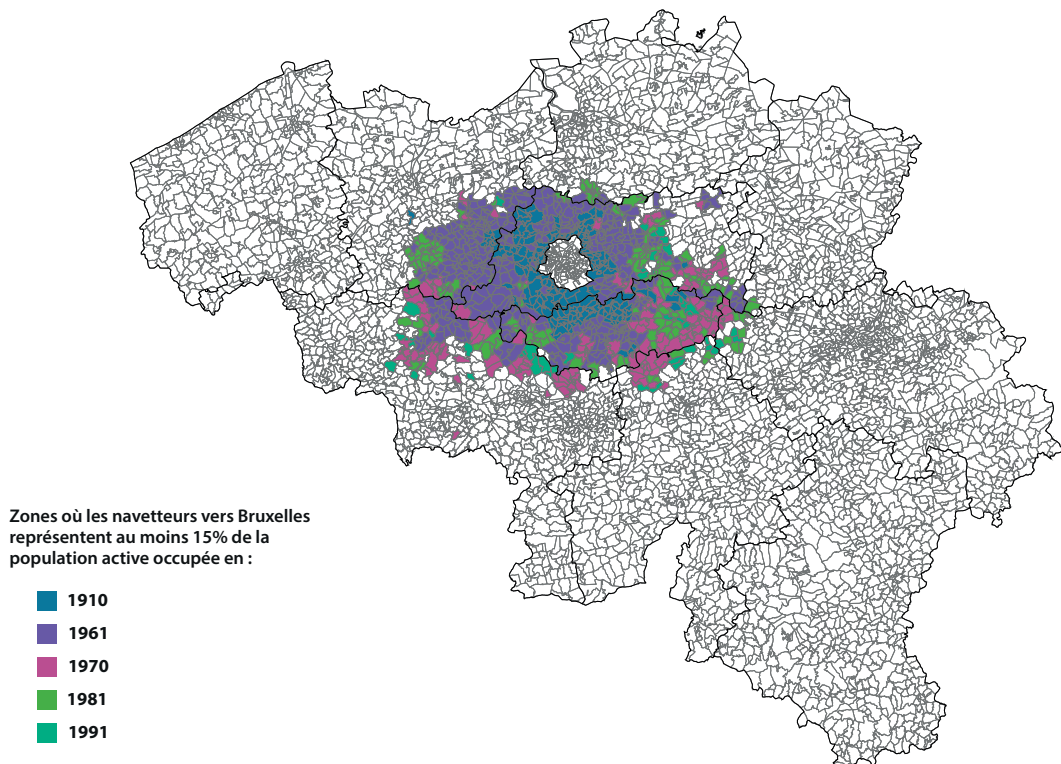 Zones où les navetteurs vers Bruxelles
représentent au moins 15% de la
population active occupée en :
1910
1961
1970
1981
1991